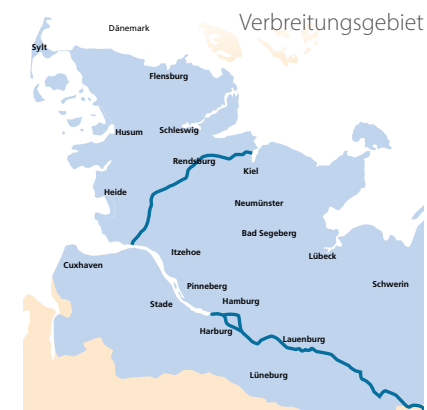 Verbreitungsgebiet
Dänemark
Sylt
Flensburg
Husum
Schleswig
Rendsburg
Kiel
Heide
Neumünster
Bad Segeberg
Itzehoe
Lübeck
Cuxhaven
Schwerin
Pinneberg
Stade
Hamburg
Harburg
Lauenburg
Lüneburg